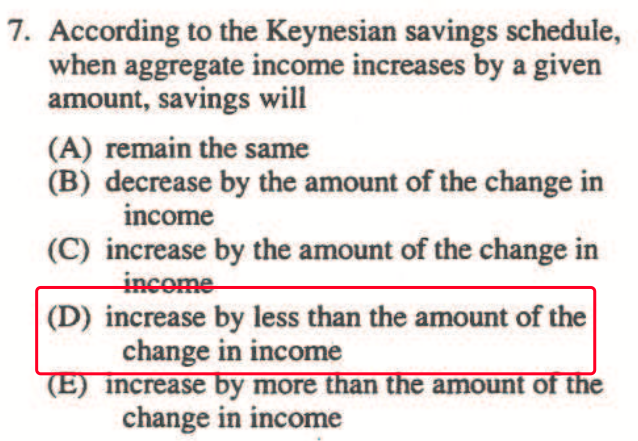 7. According to the Keynesian savings schedule,
when aggregate income increases by a given
amount, savings will
(A) remain the same
(B) decrease by the amount of the change in
income
(C) increase by the amount of the change in
income
(D) increase by less than the amount of the
change in income
(E) increase by more than the amount of the
change in income